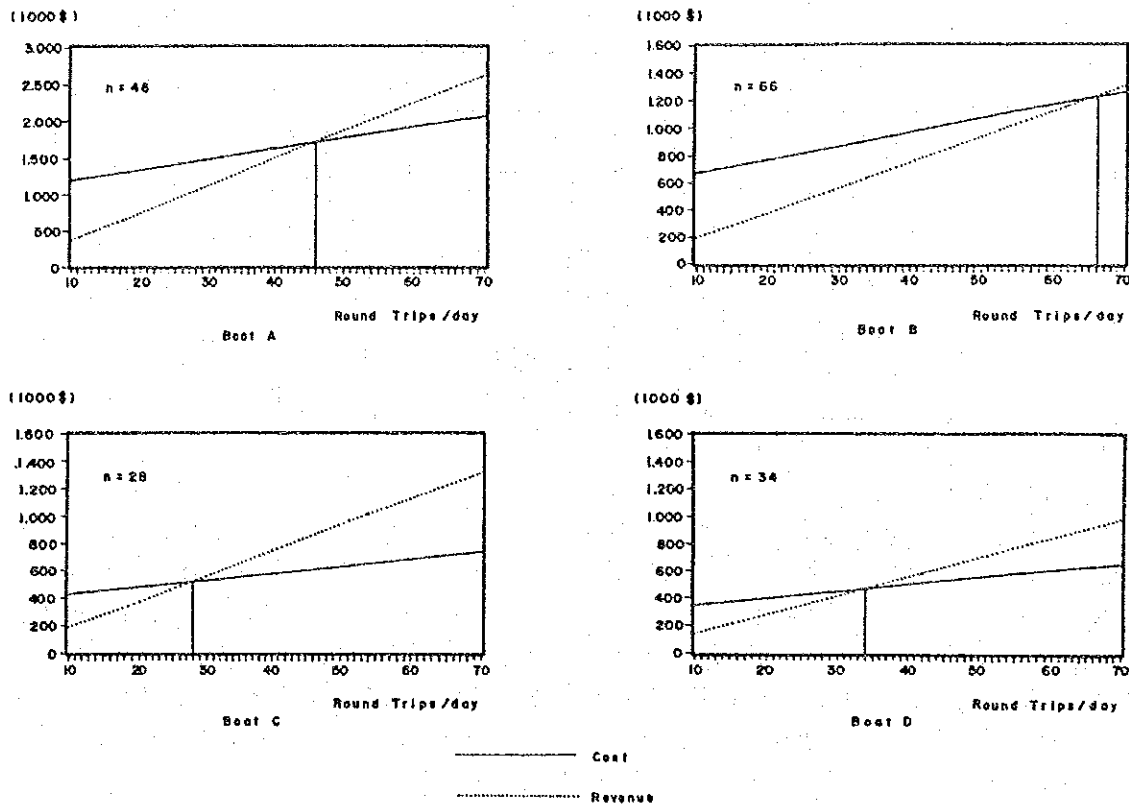 (1000$)
3.000
2.500
2.000
1.500
1.000
500
0
n = 46
10 20 30 40 50 60 70
Round Trips/day
Boat A
(1000$)
1.600
1.400
1.200
1.000
800
600
400
200
0
n = 66
10 20 30 40 50 60 70
Round Trips/day
Boat B
(1000$)
1.600
1.400
1.200
1.000
800
600
400
200
0
n = 28
10 20 30 40 50 60 70
Round Trips/day
Boat C
(1000$)
1.600
1.400
1.200
1.000
800
600
400
200
0
n = 34
10 20 30 40 50 60 70
Round Trips/day
Boat D
Cost
Revenue